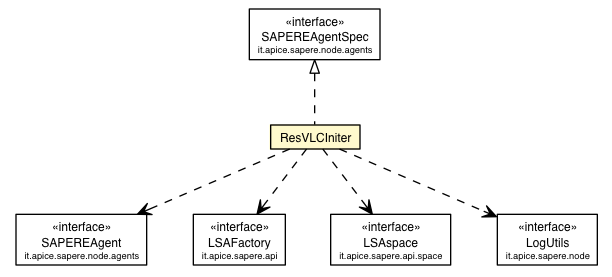 «interface»
SAPEREAgentSpec
it.apice.sapere.node.agents
ResVLCIniter
«interface»
SAPEREAgent
it.apice.sapere.node.agents
«interface»
LSAFactory
it.apice.sapere.api
«interface»
LSAspace
it.apice.sapere.api.space
«interface»
LogUtils
it.apice.sapere.node